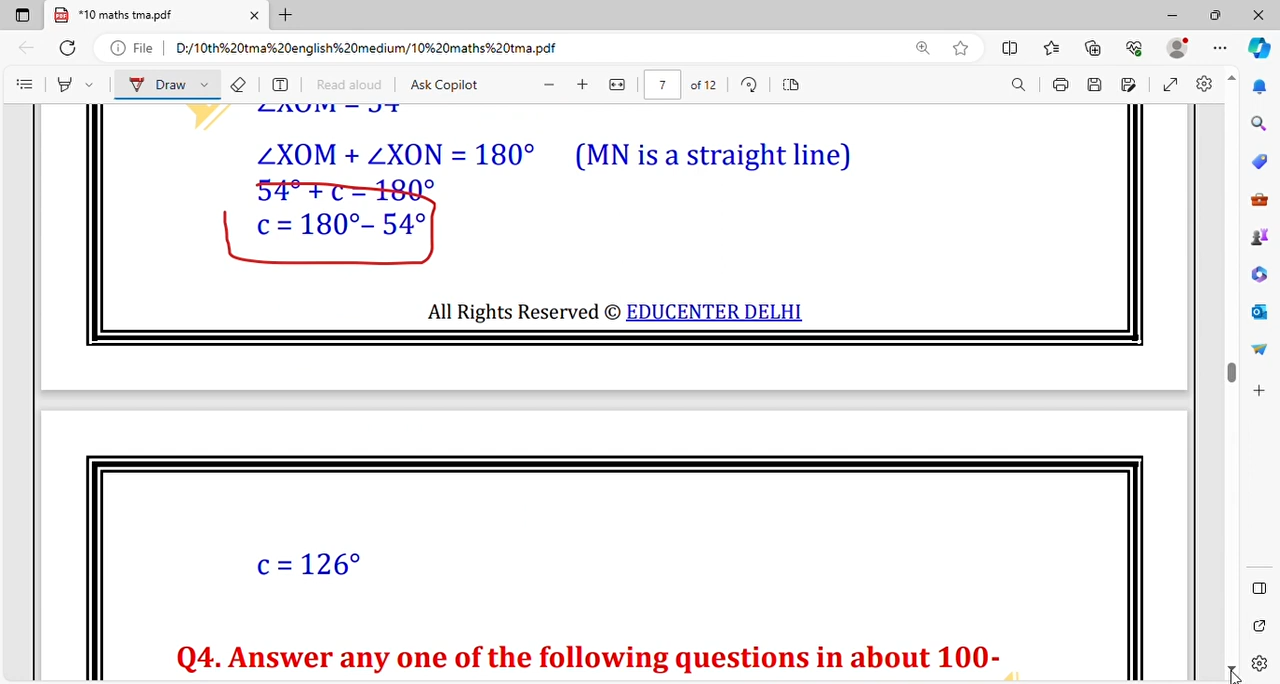 *10 maths tma.pdf
File
D:/10th%20tma%20english%20medium/10%20maths%20tma.pdf
Draw
Read aloud
Ask Copilot
7 of 12
∠XOM = 54
∠XOM + ∠XON = 180° (MN is a straight line)
54° + c = 180°
c = 180°– 54°
All Rights Reserved © EDUCENTER DELHI
c = 126°
Q4. Answer any one of the following questions in about 100-